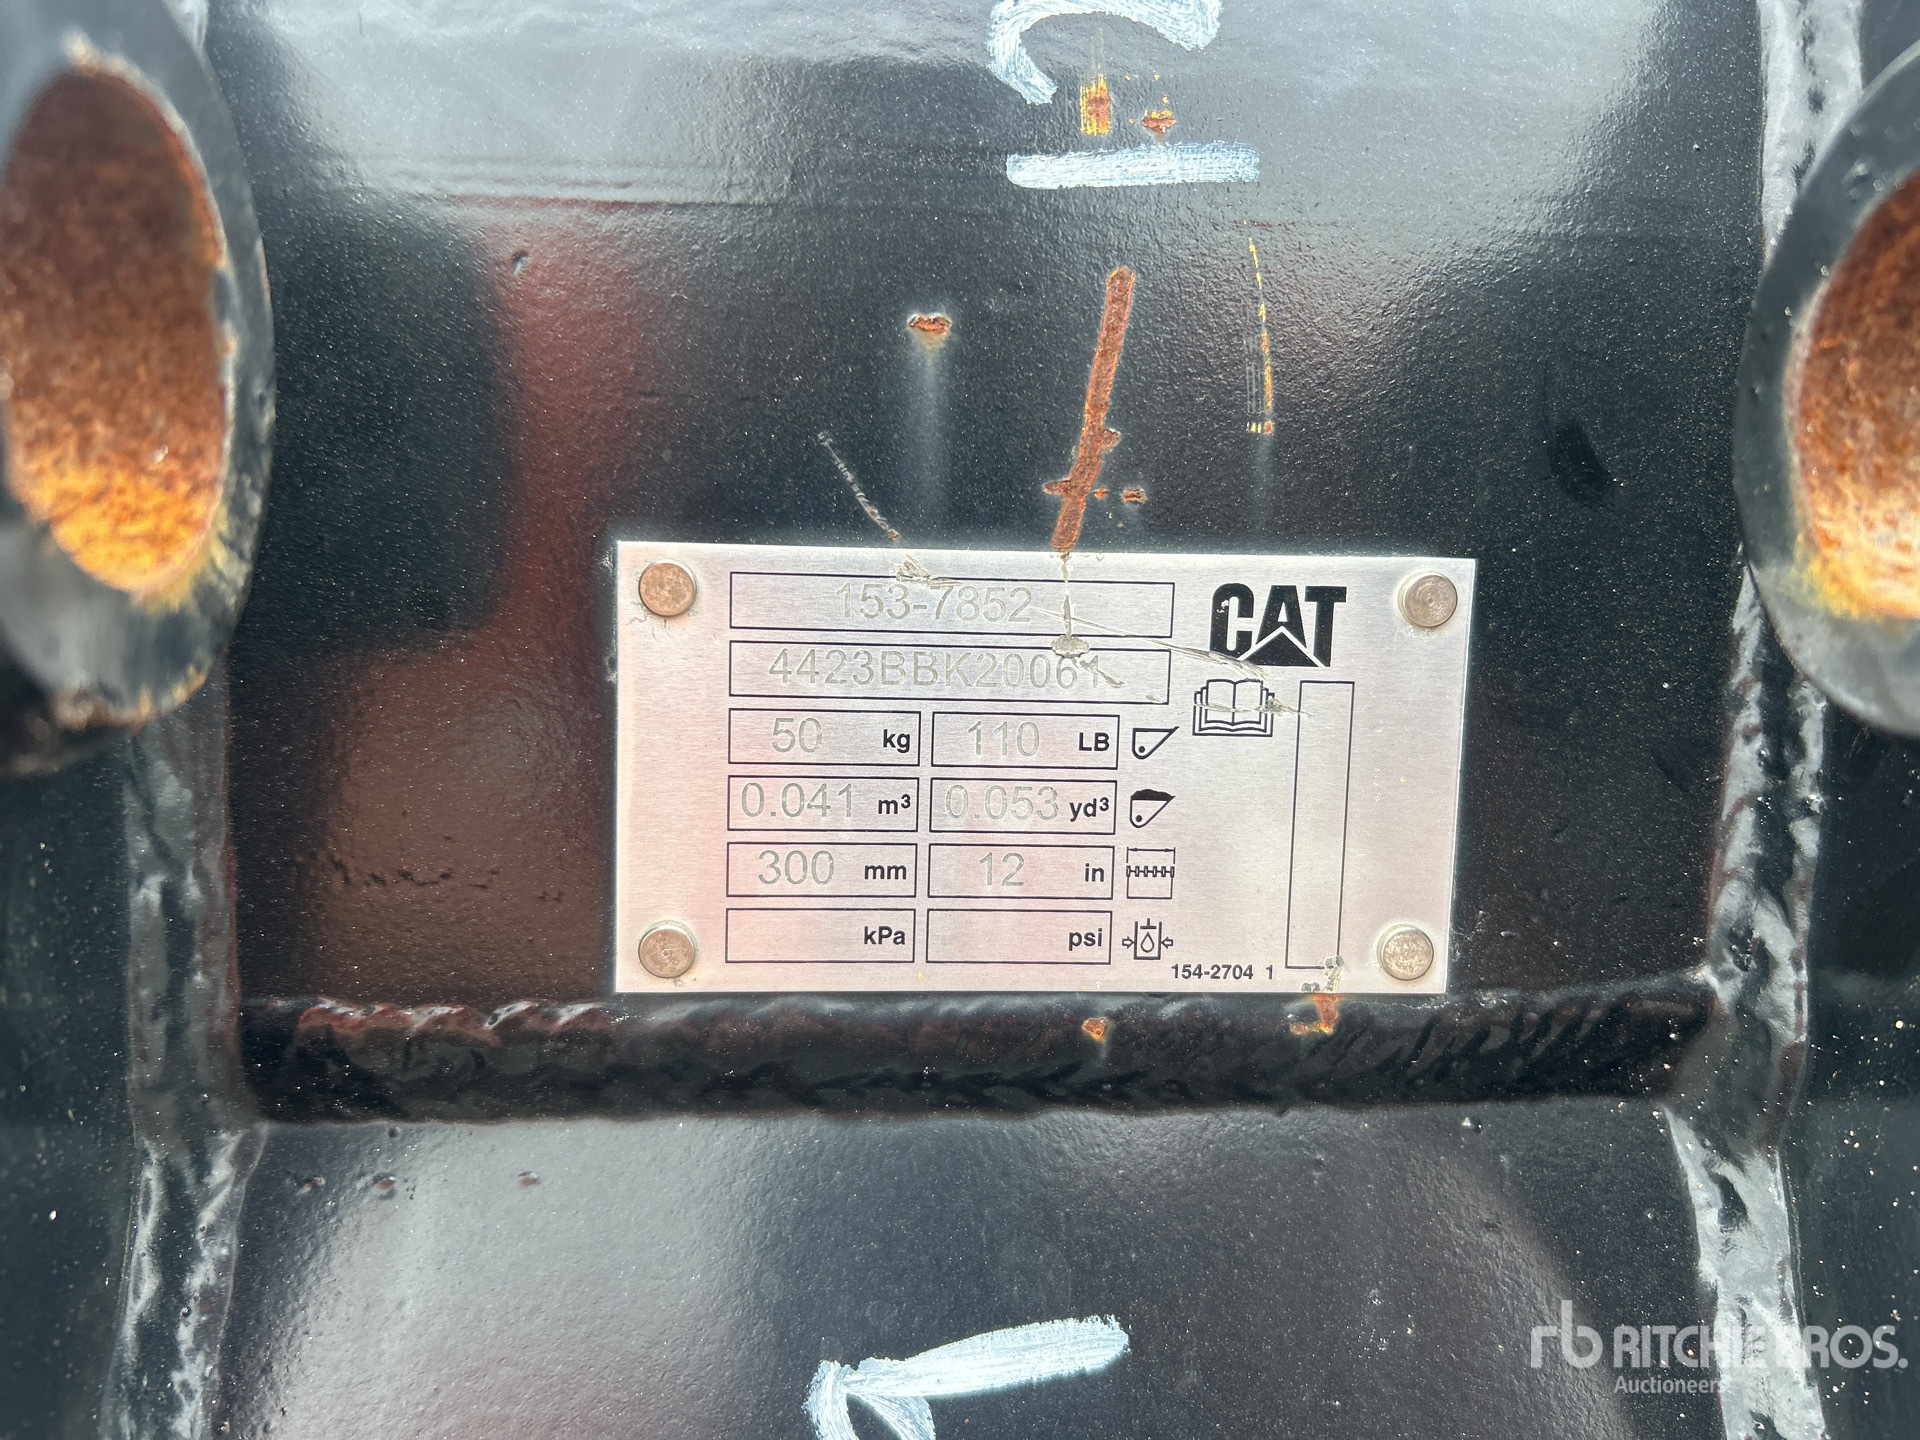 153-7852
CAT
4423BBK20061
50 kg 110 LB
0.041 m³ 0.053 yd³
300 mm 12 in
kPa psi
154-2704 1
rb RITCHIE BROS.
Auctioneers